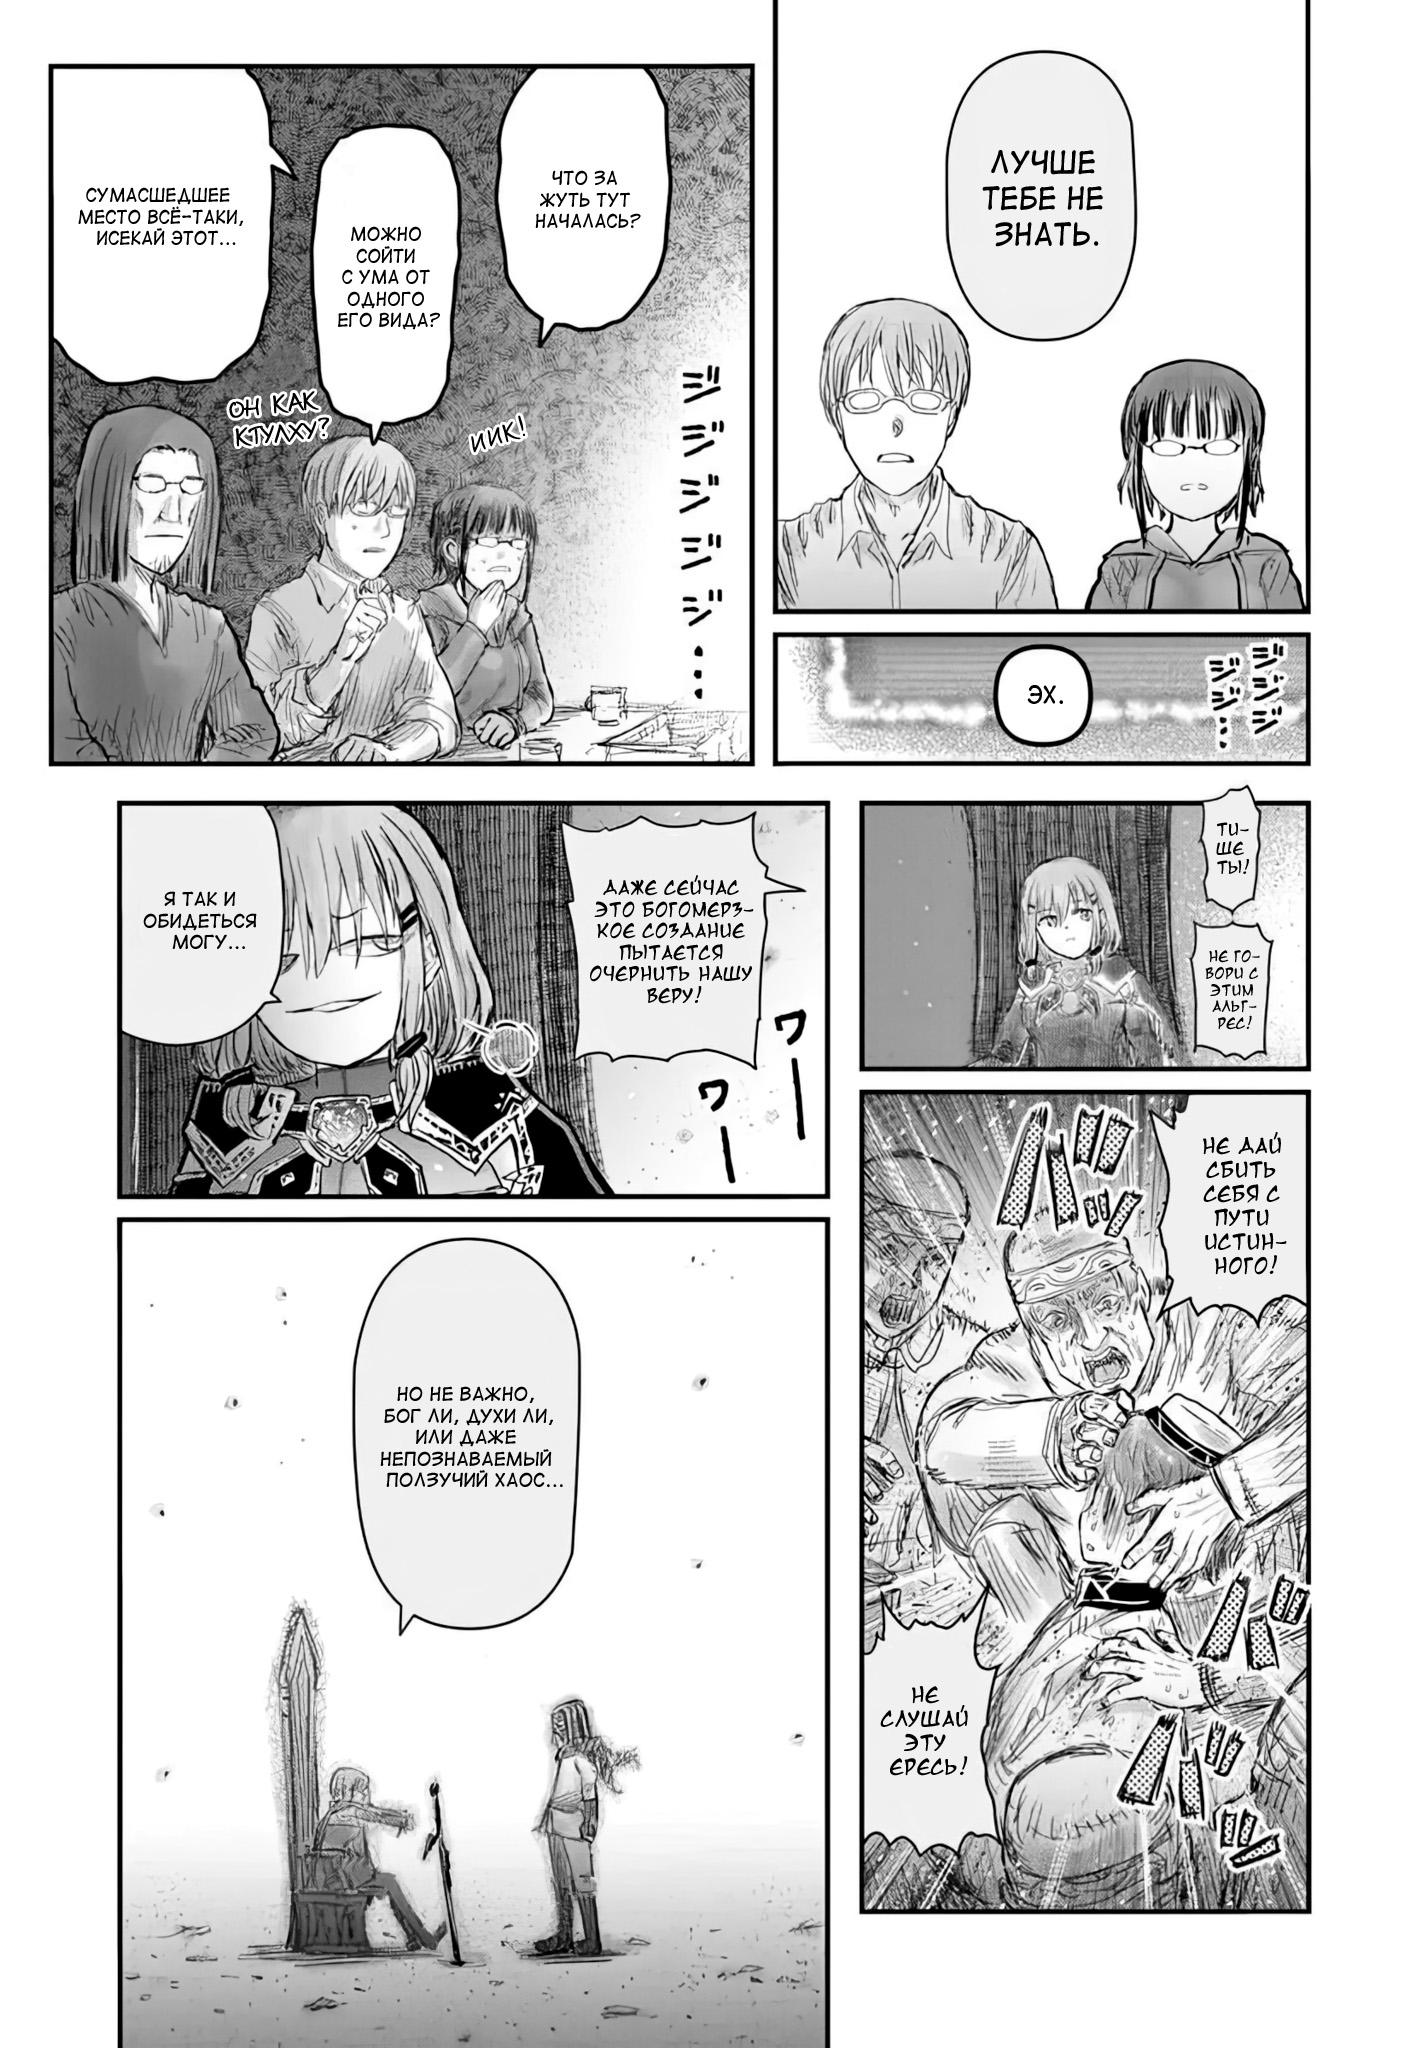 ЛУЧШЕ
ТЕБЕ НЕ
ЗНАТЬ.
ЭХ.
ジジジ
ジジ...
ЧТО ЗА
ЖУТЬ ТУТ
НАЧАЛАСЬ?
ИИК!
МОЖНО
СОЙТИ
С УМА ОТ
ОДНОГО
ЕГО ВИДА?
ОН КАК
КТУЛХУ?
СУМАСШЕДШЕЕ
МЕСТО ВСЁ-ТАКИ,
ИСЕКАЙ ЭТОТ...
ジジジ
ジジジ...
ТИ-
ШЕ
ТЫ!
НЕ ГО-
ВОРИ С
ЭТИМ
АЛЬГ-
РЕС!
НЕ ДАЙ
СБИТЬ
СЕБЯ С
ПУТИ
ИСТИН-
НОГО!
НЕ
СЛУШАЙ
ЭТУ
ЕРЕСЬ!
ДАЖЕ СЕЙЧАС
ЭТО БОГОМЕРЗ-
КОЕ СОЗДАНИЕ
ПЫТАЕТСЯ
ОЧЕРНИТЬ НАШУ
ВЕРУ!
ワー
ワー
Я ТАК И
ОБИДЕТЬСЯ
МОГУ...
НО НЕ ВАЖНО,
БОГ ЛИ, ДУХИ ЛИ,
ИЛИ ДАЖЕ
НЕПОЗНАВАЕМЫЙ
ПОЛЗУЧИЙ ХАОС...